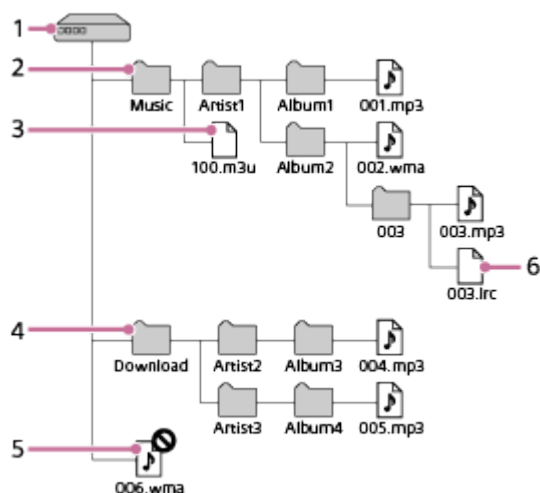 1
2
Music
Artist1
Album1
001.mp3
3
100.m3u
Album2
002.wma
003
003.mp3
003.lrc
6
4
Download
Artist2
Album3
004.mp3
Artist3
Album4
005.mp3
5
006.wma